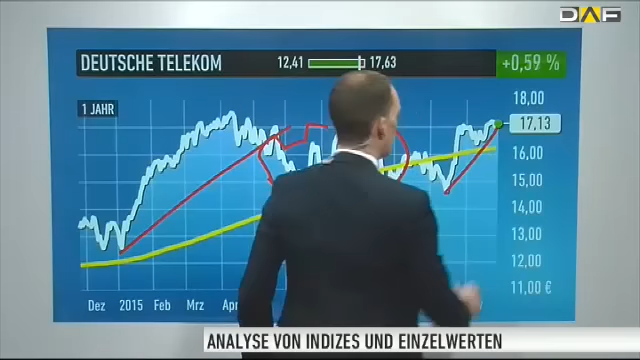 DAF
DEUTSCHE TELEKOM 12,41 17,63 +0,59 %
1 JAHR
18,00
17,13
16,00
15,00
14,00
13,00
12,00
11,00 €
Dez 2015 Feb Mrz Apr
ANALYSE VON INDIZES UND EINZELWERTEN